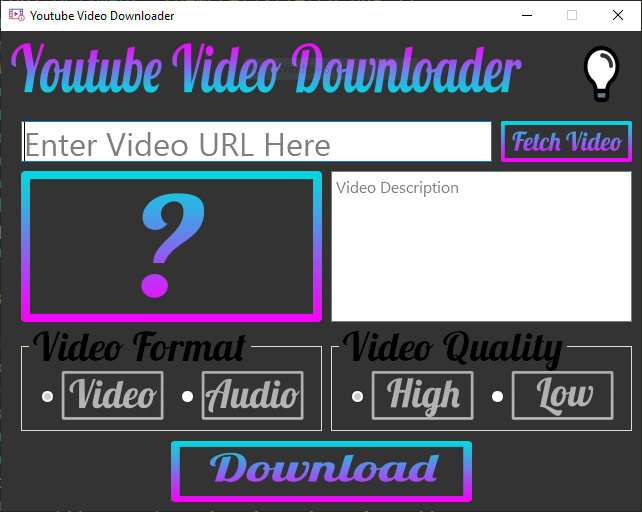 Youtube Video Downloader
Youtube Video Downloader
Enter Video URL Here
Fetch Video
?
Video Description
Video Format
Video Quality
Video
Audio
High
Low
Download